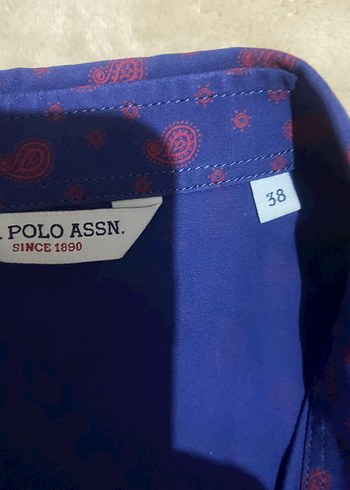 . POLO ASSN.
SINCE 1890
38